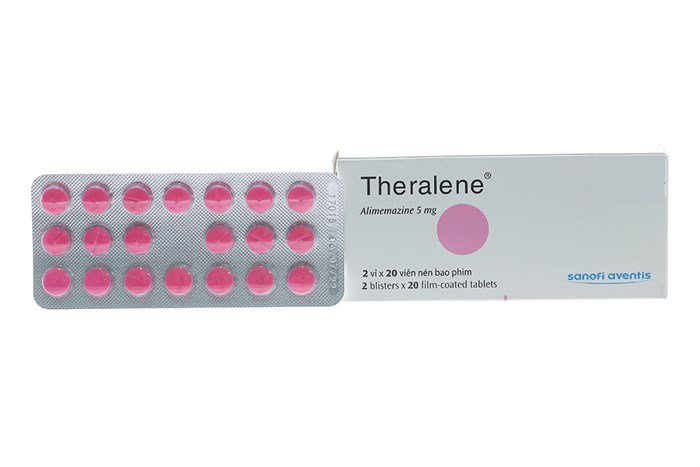 Theralene®
Alimemazine 5 mg
2 vỉ x 20 viên nén bao phim
2 blisters x 20 film-coated tablets
sanofi aventis